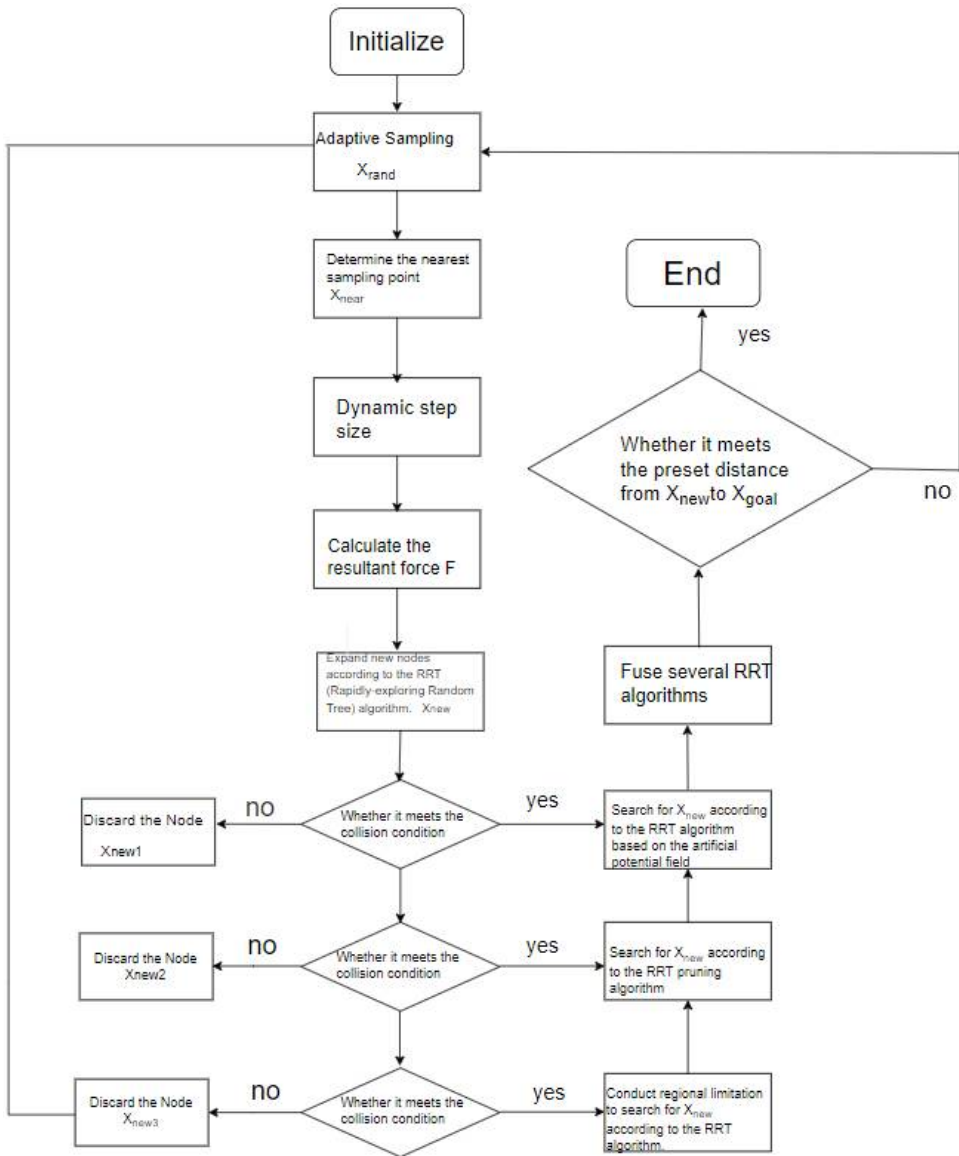 Initialize
Adaptive Sampling
Xrand
Determine the nearest
sampling point
Xnear
Dynamic step
size
Calculate the
resultant force F
Expand new nodes
according to the RRT
(Rapidly-exploring Random
Tree) algorithm. Xnew
Whether it meets the
collision condition
no
Discard the Node
Xnew1
yes
Search for Xnew according
to the RRT algorithm
based on the artificial
potential field
Whether it meets the
collision condition
no
Discard the Node
Xnew2
yes
Search for Xnew according
to the RRT pruning
algorithm
Whether it meets the
collision condition
no
Discard the Node
Xnew3
yes
Conduct regional limitation
to search for Xnew
according to the RRT
algorithm.
Fuse several RRT
algorithms
Whether it meets
the preset distance
from Xnew to Xgoal
no
yes
End